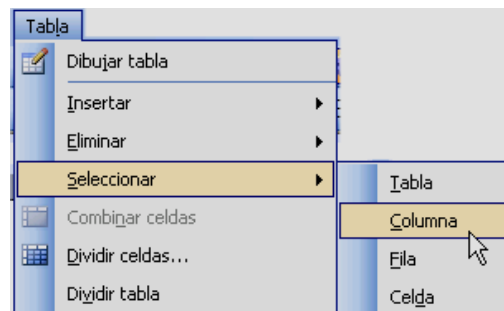 Tabla
Dibujar tabla
Insertar
Eliminar
Seleccionar
Combinar celdas
Dividir celdas...
Dividir tabla
Tabla
Columna
Fila
Celda